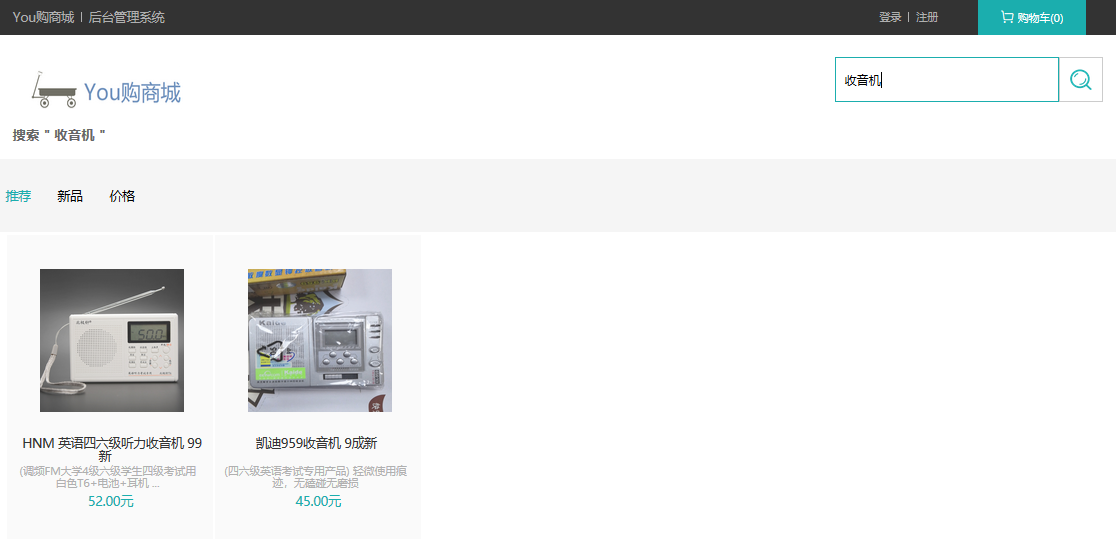 You购商城 | 后台管理系统
登录 | 注册
购物车(0)
You购商城
收音机
搜索 " 收音机 "
推荐 新品 价格
50.0
Kaide
HNM 英语四六级听力收音机 99
新
(调频FM大学4级六级学生四级考试用
白色T6+电池+耳机 ...
52.00元
凯迪959收音机 9成新
(四六级英语考试专用产品) 轻微使用痕
迹，无磕碰无磨损
45.00元